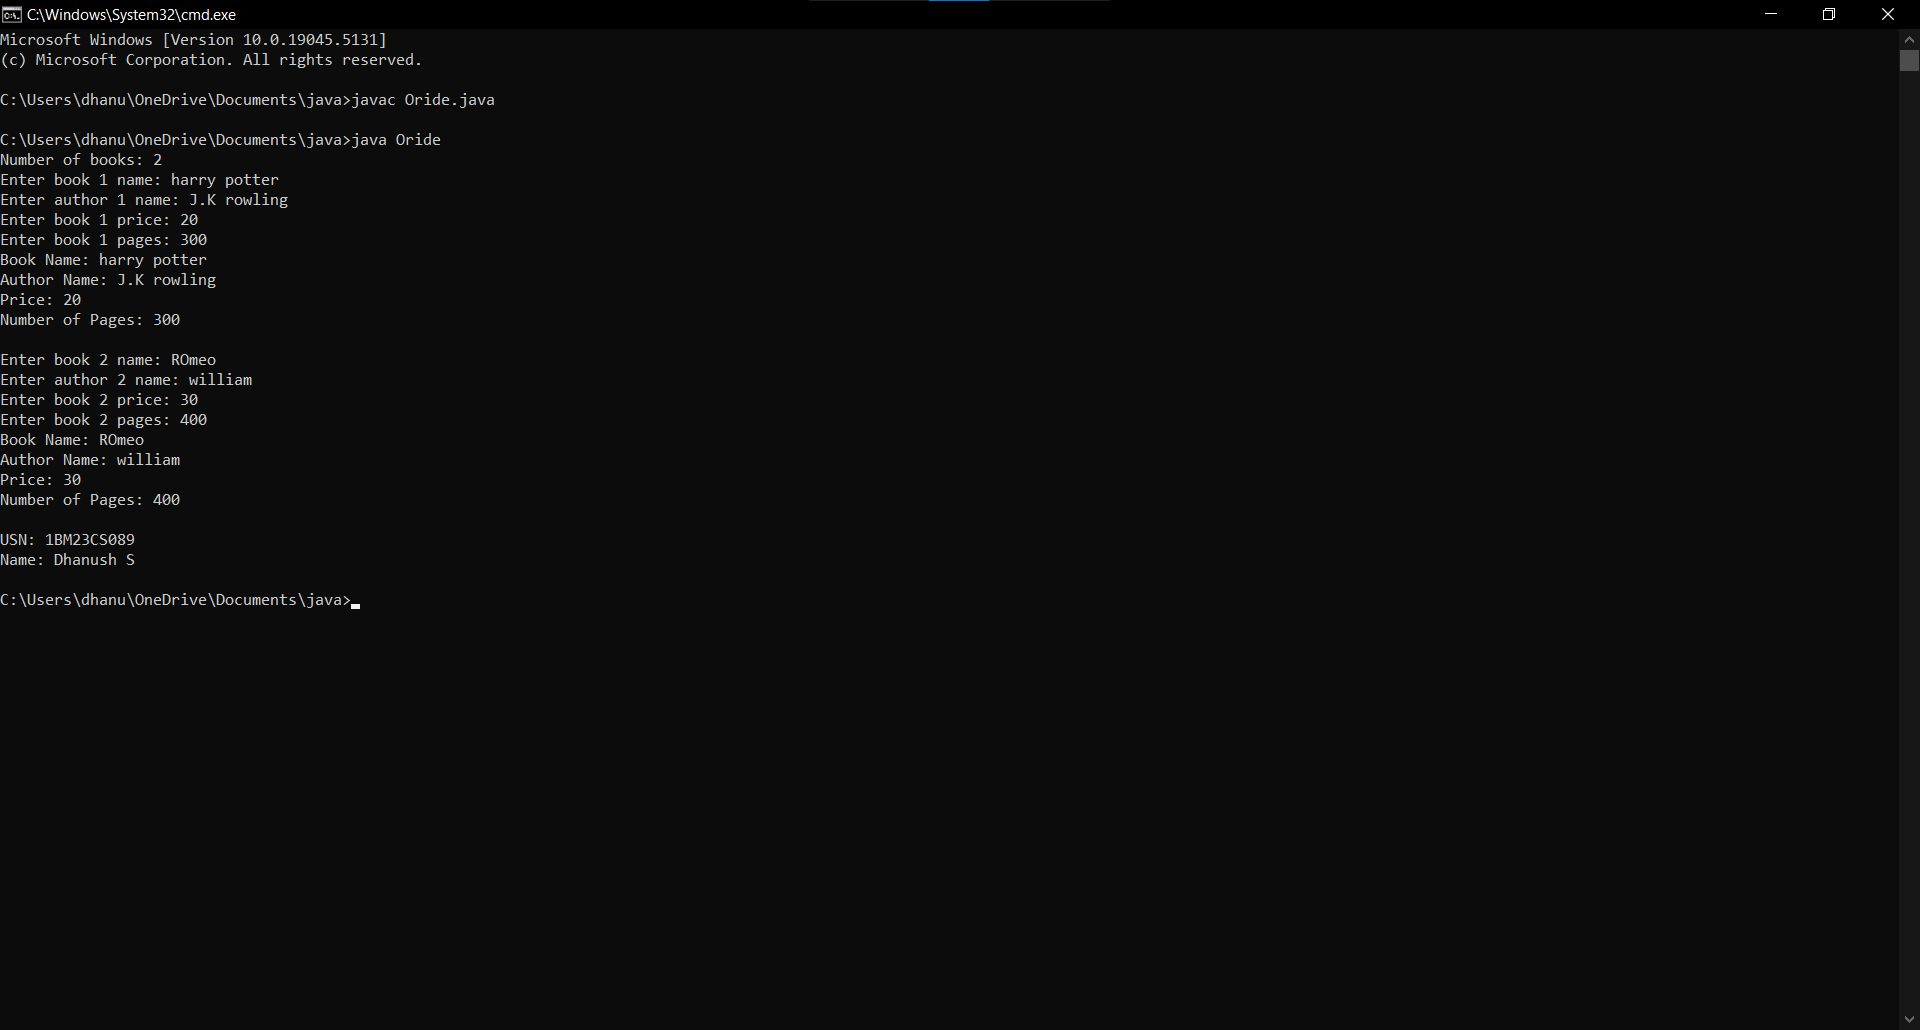 C:\Windows\System32\cmd.exe
Microsoft Windows [Version 10.0.19045.5131]
(c) Microsoft Corporation. All rights reserved.
C:\Users\dhanu\OneDrive\Documents\java>javac Oride.java
C:\Users\dhanu\OneDrive\Documents\java>java Oride
Number of books: 2
Enter book 1 name: harry potter
Enter author 1 name: J.K rowling
Enter book 1 price: 20
Enter book 1 pages: 300
Book Name: harry potter
Author Name: J.K rowling
Price: 20
Number of Pages: 300
Enter book 2 name: ROmeo
Enter author 2 name: william
Enter book 2 price: 30
Enter book 2 pages: 400
Book Name: ROmeo
Author Name: william
Price: 30
Number of Pages: 400
USN: 1BM23CS089
Name: Dhanush S
C:\Users\dhanu\OneDrive\Documents\java>